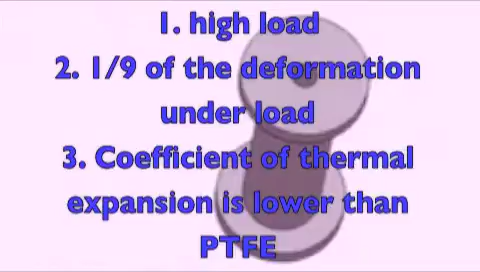 1. high load
2. 1/9 of the deformation
under load
3. Coefficient of thermal
expansion is lower than
PTFE